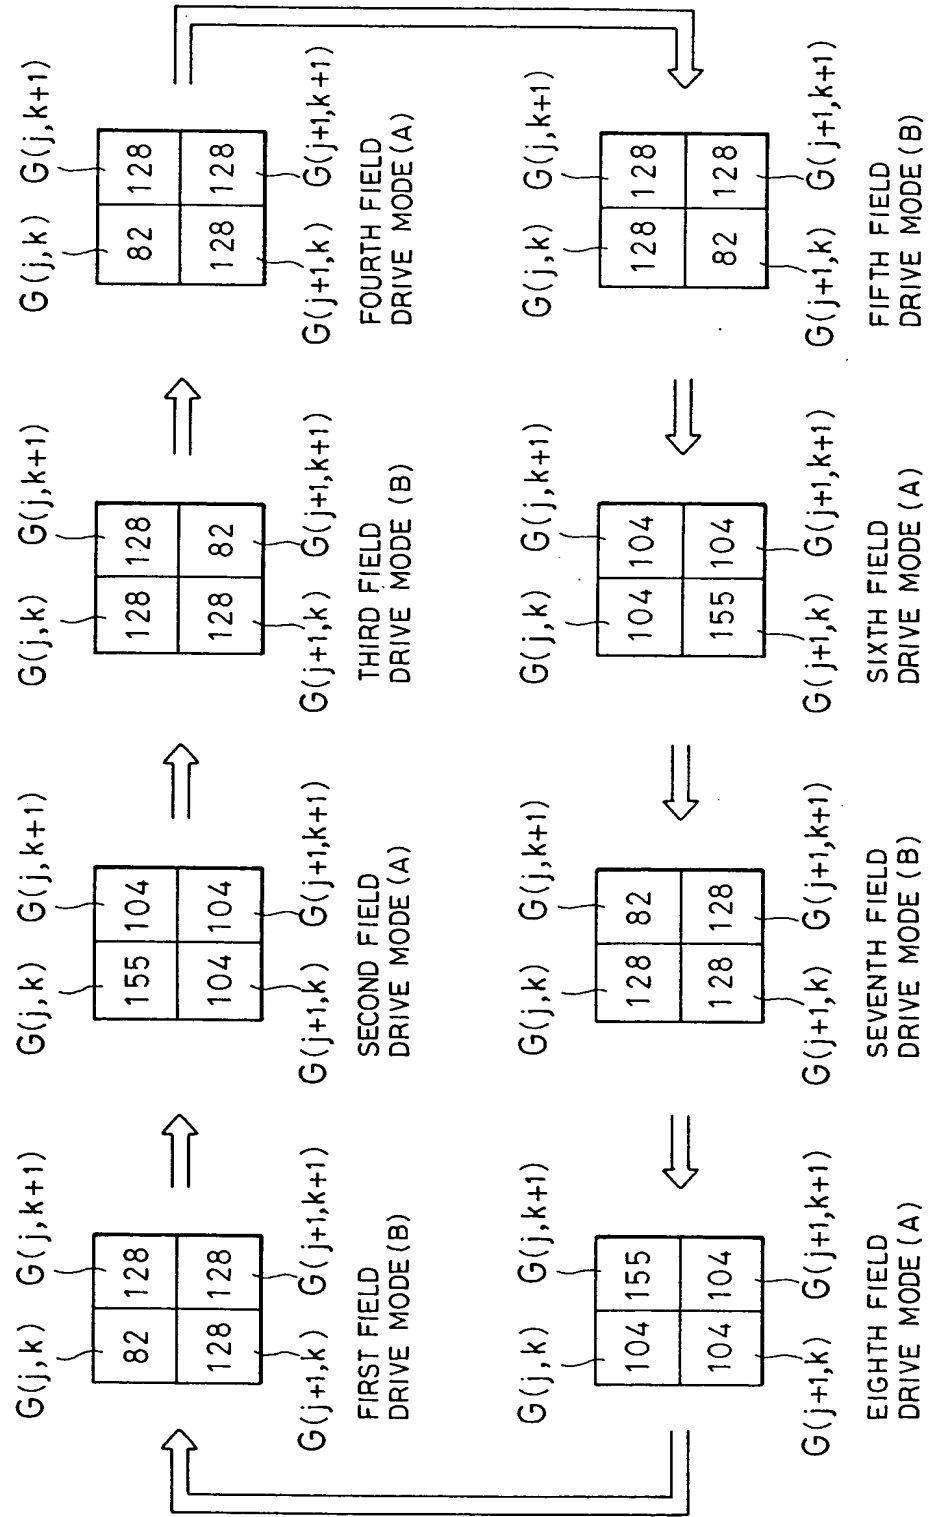 G(j,k) G(j,k+1)
82 128
128 128
G(j+1,k) G(j+1,k+1)
FIRST FIELD
DRIVE MODE (B)
G(j,k) G(j,k+1)
155 104
104 104
G(j+1,k) G(j+1,k+1)
SECOND FIELD
DRIVE MODE (A)
G(j,k) G(j,k+1)
128 128
128 82
G(j+1,k) G(j+1,k+1)
THIRD FIELD
DRIVE MODE (B)
G(j,k) G(j,k+1)
82 128
128 128
G(j+1,k) G(j+1,k+1)
FOURTH FIELD
DRIVE MODE (A)
G(j,k) G(j,k+1)
128 128
82 128
G(j+1,k) G(j+1,k+1)
FIFTH FIELD
DRIVE MODE (B)
G(j,k) G(j,k+1)
104 104
155 104
G(j+1,k) G(j+1,k+1)
SIXTH FIELD
DRIVE MODE (A)
G(j,k) G(j,k+1)
128 82
128 128
G(j+1,k) G(j+1,k+1)
SEVENTH FIELD
DRIVE MODE (B)
G(j,k) G(j,k+1)
104 155
104 104
G(j+1,k) G(j+1,k+1)
EIGHTH FIELD
DRIVE MODE (A)